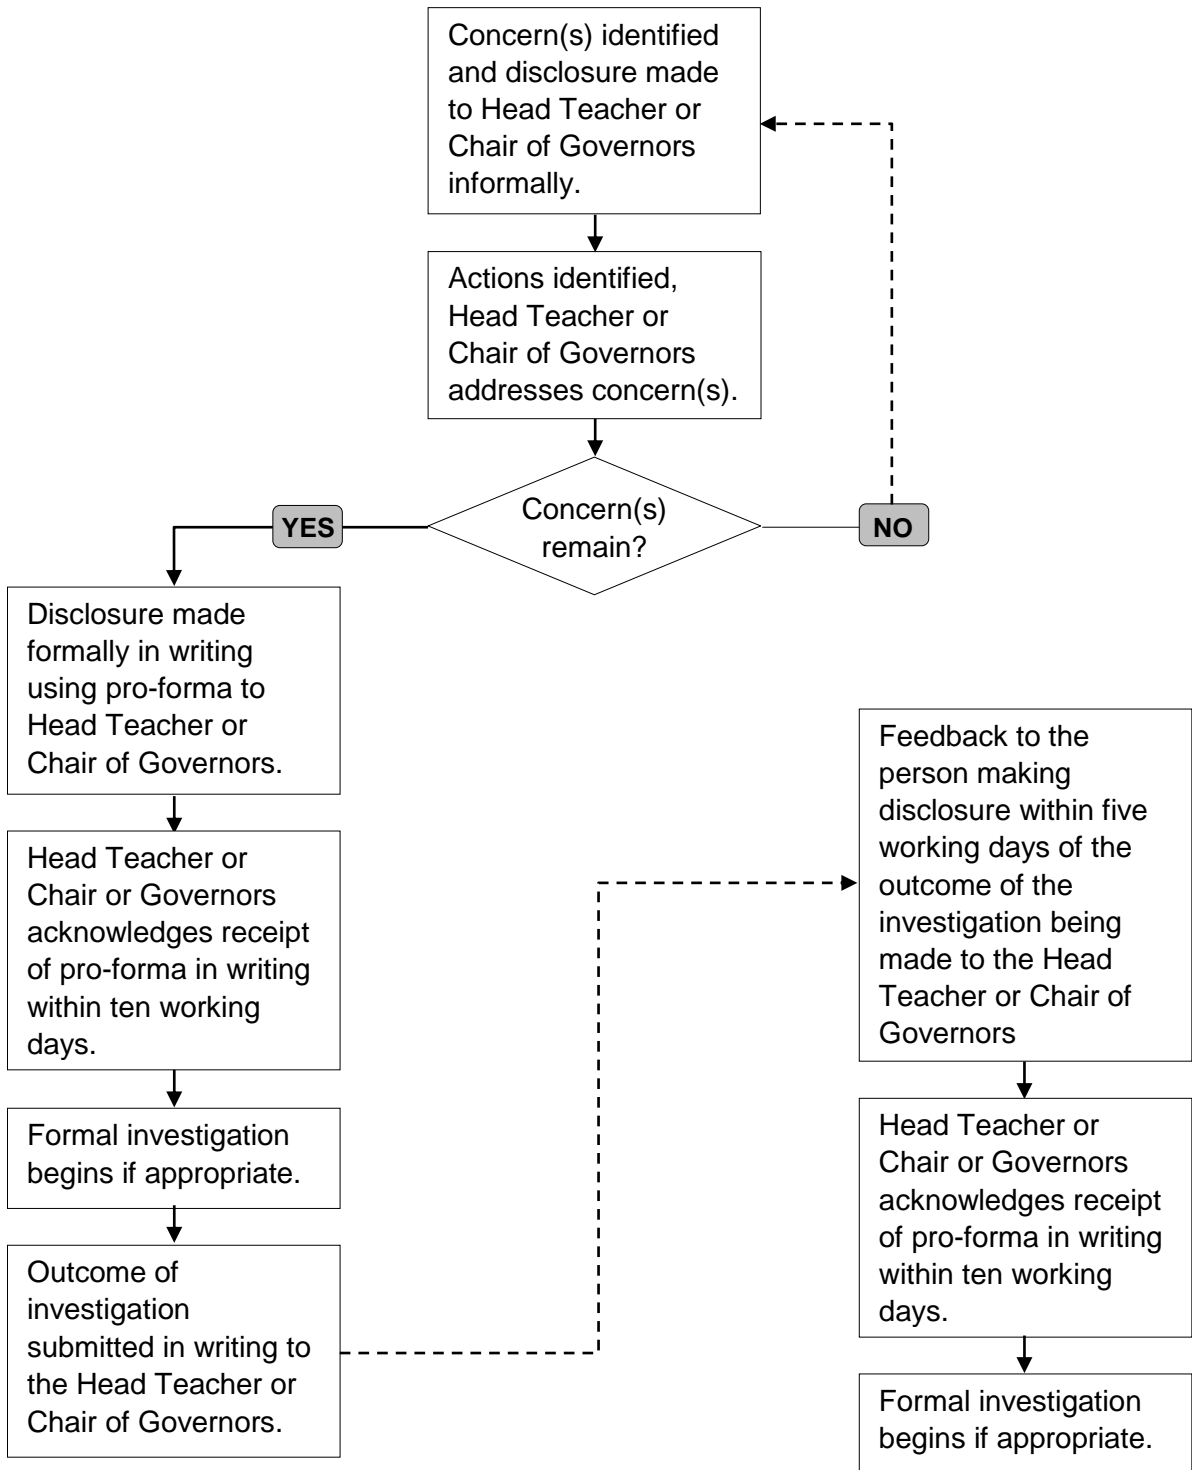 Concern(s) identified
and disclosure made
to Head Teacher or
Chair of Governors
informally.
Actions identified,
Head Teacher or
Chair of Governors
addresses concern(s).
Concern(s)
remain?
YES
NO
Disclosure made
formally in writing
using pro-forma to
Head Teacher or
Chair of Governors.
Head Teacher or
Chair or Governors
acknowledges receipt
of pro-forma in writing
within ten working
days.
Formal investigation
begins if appropriate.
Outcome of
investigation
submitted in writing to
the Head Teacher or
Chair of Governors.
Feedback to the
person making
disclosure within five
working days of the
outcome of the
investigation being
made to the Head
Teacher or Chair of
Governors
Head Teacher or
Chair or Governors
acknowledges receipt
of pro-forma in writing
within ten working
days.
Formal investigation
begins if appropriate.